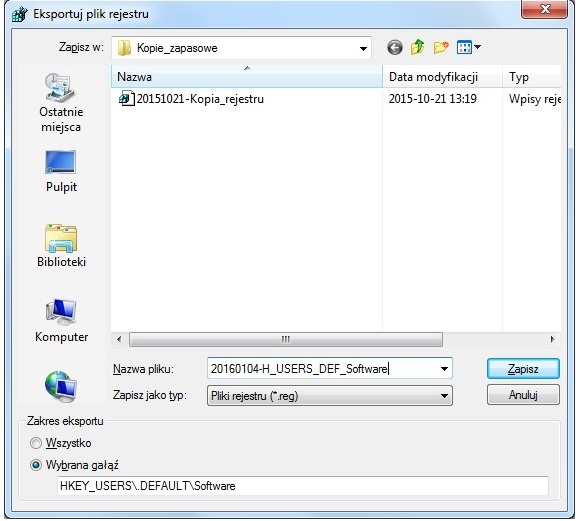 Eksportuj plik rejestru
Zapisz w: Kopie_zapasowe
Nazwa Data modyfikacji Typ
20151021-Kopia_rejestru 2015-10-21 13:19 Wpisy reje
Ostatnie
miejsca
Pulpit
Biblioteki
Komputer
Nazwa pliku: 20160104-H_USERS_DEF_Software Zapisz
Zapisz jako typ: Pliki rejestru (*.reg) Anuluj
Zakres eksportu
Wszystko
Wybrana gałąź
HKEY_USERS\.DEFAULT\Software